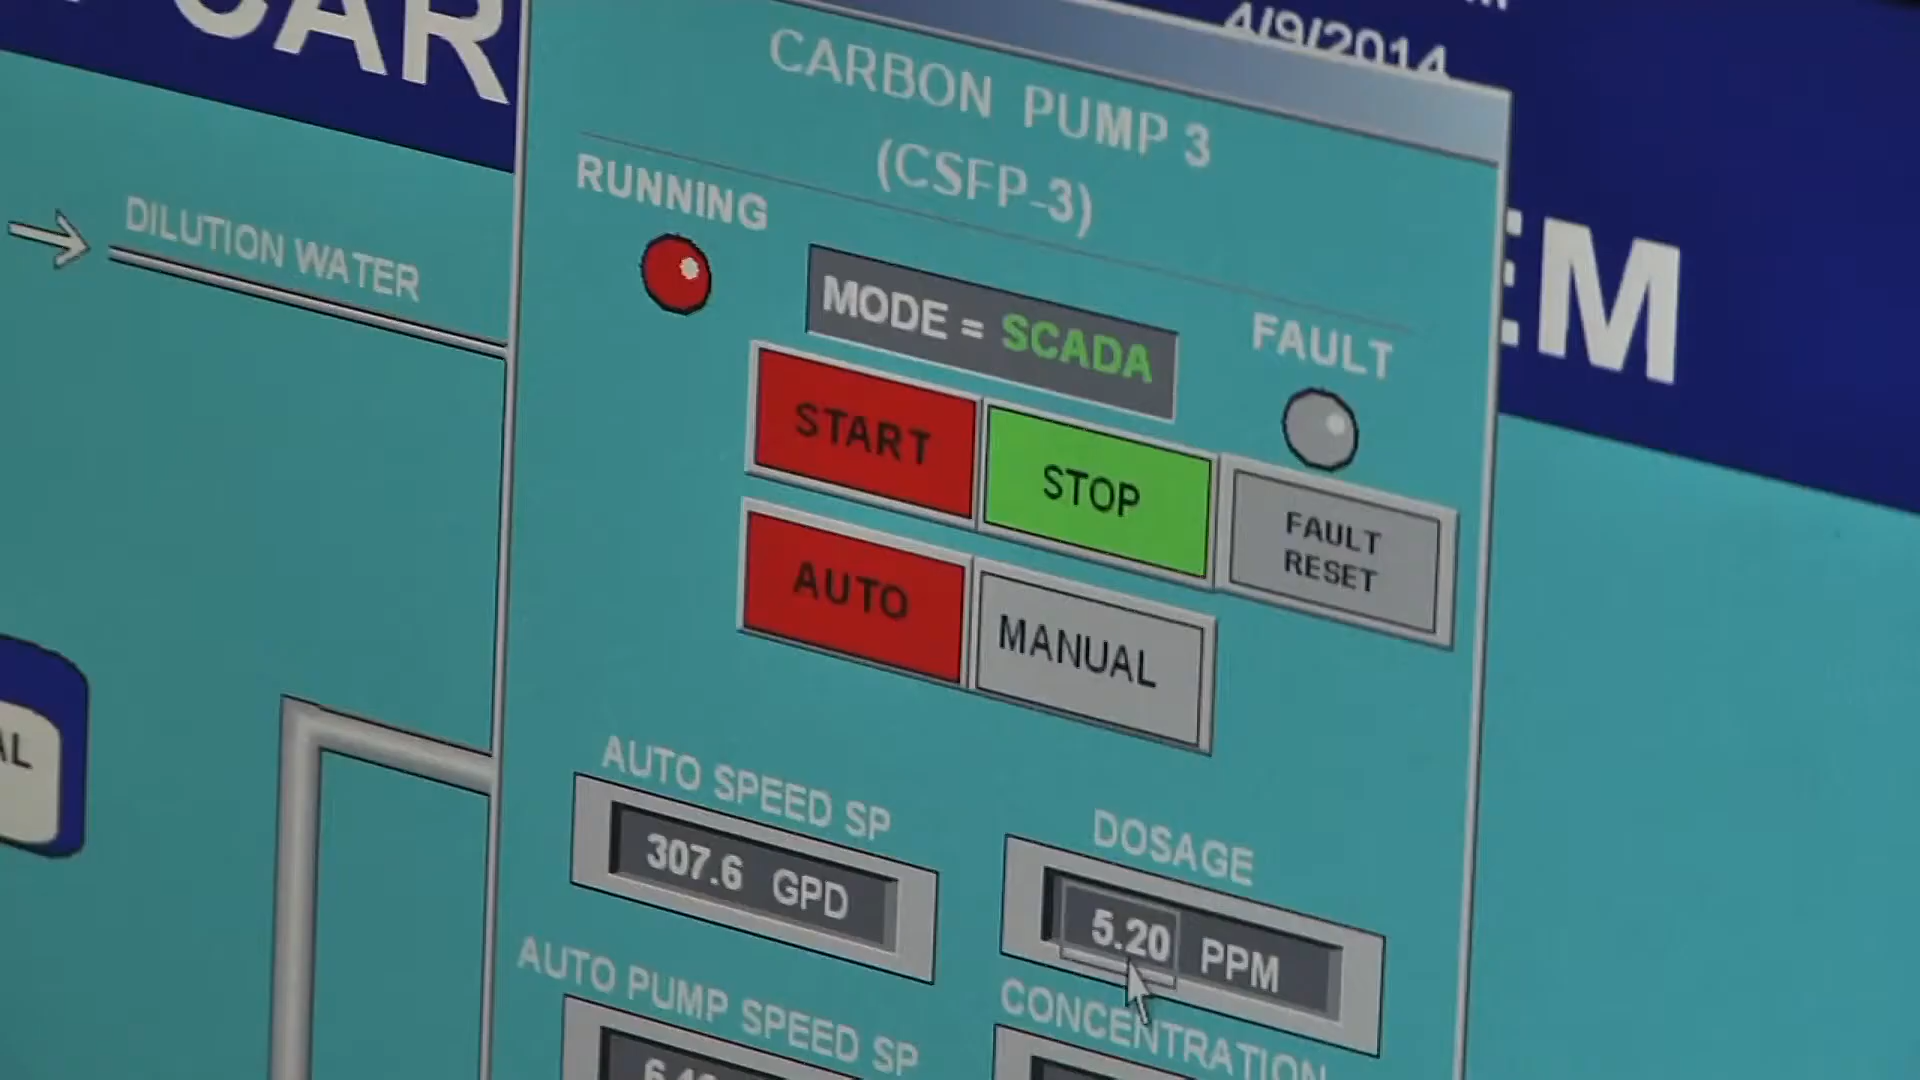 CAR
4/9/2014
CARBON PUMP 3
(CSFP-3)
EM
RUNNING
DILUTION WATER
MODE = SCADA
FAULT
START
STOP
FAULT
RESET
AUTO
MANUAL
AL
AUTO SPEED SP
307.6 GPD
DOSAGE
5.20 PPM
AUTO PUMP SPEED SP
CONCENTRATION